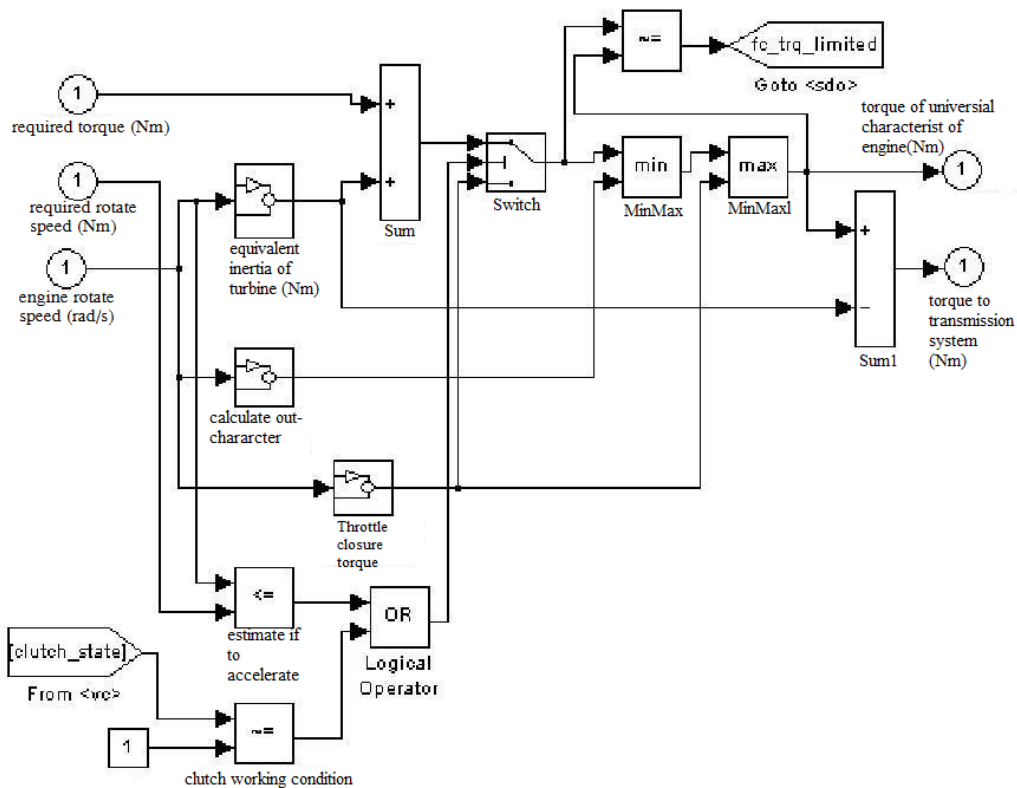 1
required torque (Nm)
1
required rotate
speed (Nm)
1
engine rotate
speed (rad/s)
+
+
Sum
equivalent
inertia of
turbine (Nm)
calculate out-
chararcter
Throttle
closure
torque
Switch
~=
fc_trq_limited
Goto <sdo>
min
MinMax
max
MinMax1
torque of universial
characterist of
engine(Nm)
1
+
−
Sum1
1
torque to
transmission
system
(Nm)
<=
estimate if
to
accelerate
OR
Logical
Operator
[clutch_state]
From <vc>
1
~=
clutch working condition